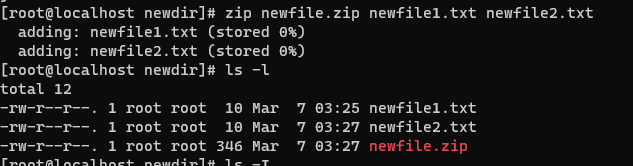 [root@localhost newdir]# zip newfile.zip newfile1.txt newfile2.txt
  adding: newfile1.txt (stored 0%)
  adding: newfile2.txt (stored 0%)
[root@localhost newdir]# ls -l
total 12
-rw-r--r--. 1 root root  10 Mar  7 03:25 newfile1.txt
-rw-r--r--. 1 root root  10 Mar  7 03:27 newfile2.txt
-rw-r--r--. 1 root root 346 Mar  7 03:27 newfile.zip
[root@localhost newdir]# ls